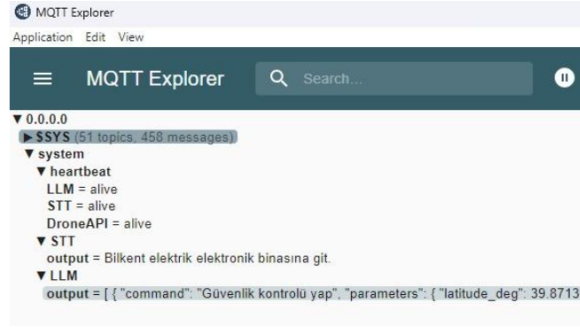 MQTT Explorer
Application Edit View
MQTT Explorer Search...
▼ 0.0.0.0
▶ $SYS (51 topics, 458 messages)
▼ system
▼ heartbeat
LLM = alive
STT = alive
DroneAPI = alive
▼ STT
output = Bilkent elektrik elektronik binasına git.
▼ LLM
output = [ { "command": "Güvenlik kontrolü yap", "parameters": { "latitude_deg": 39.8713